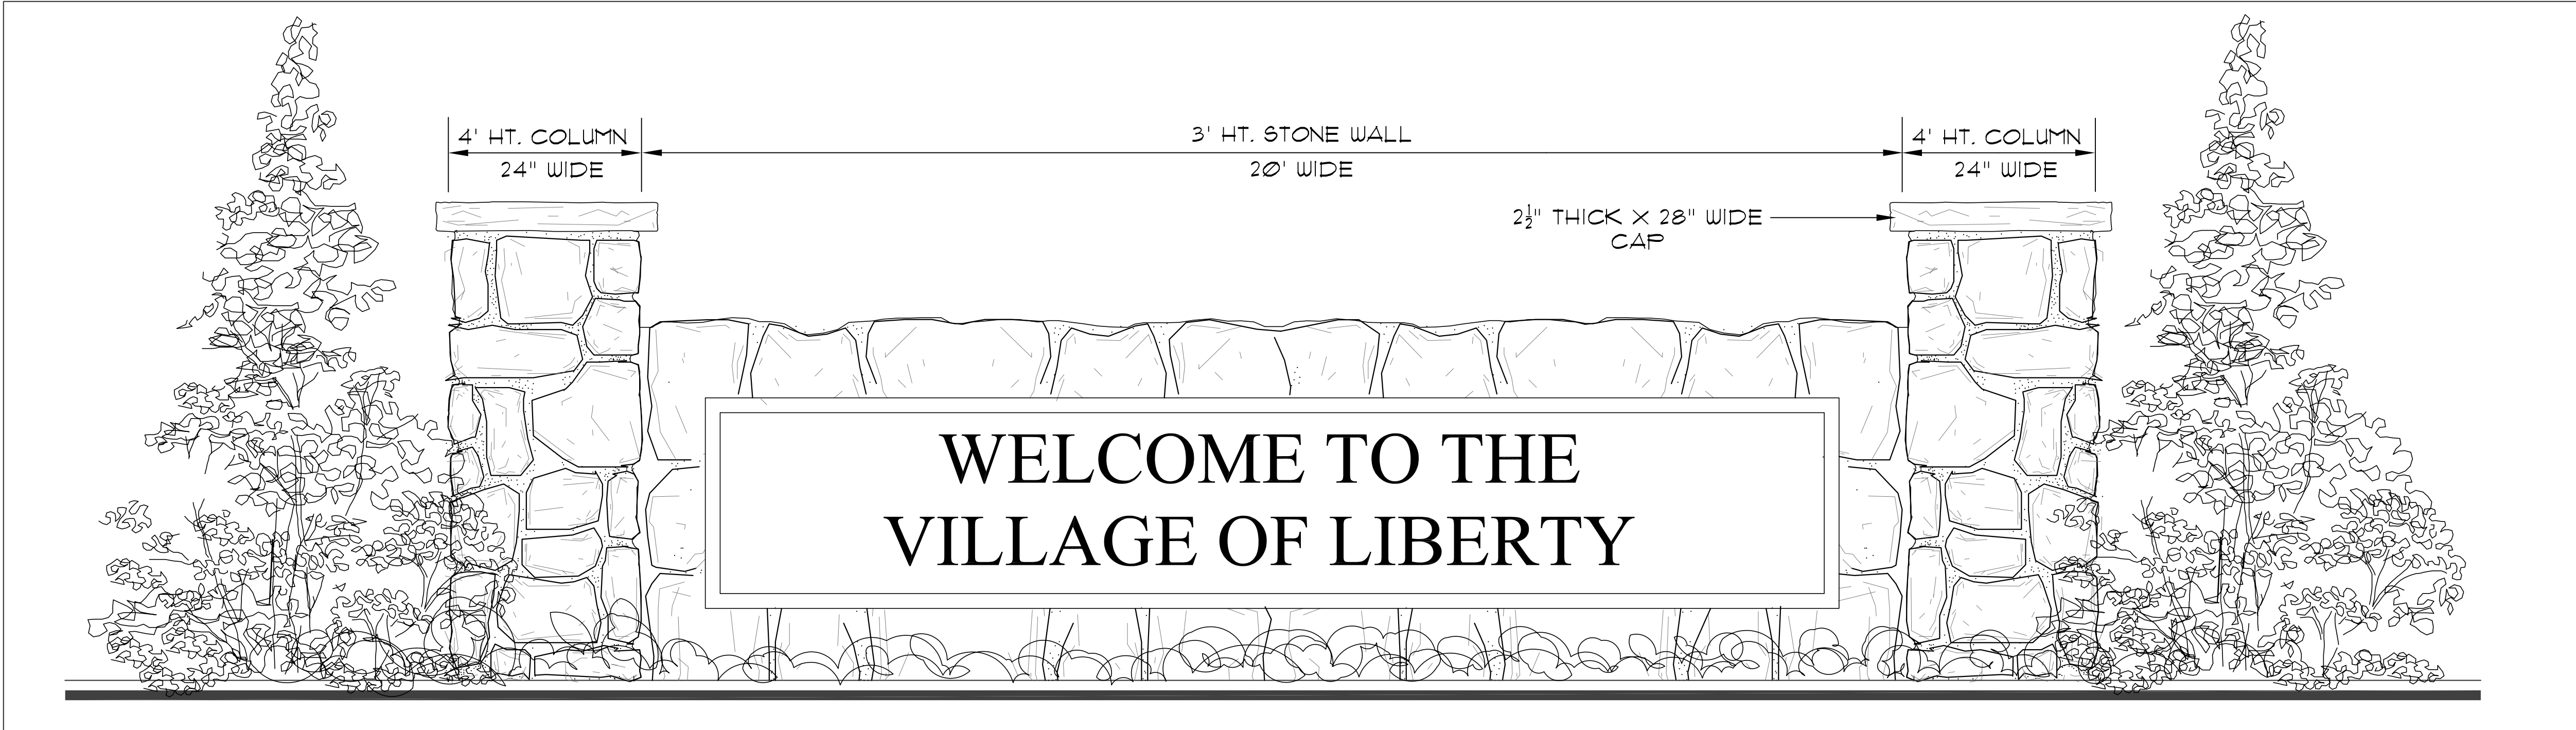 4' HT. COLUMN
24" WIDE
3' HT. STONE WALL
20' WIDE
4' HT. COLUMN
24" WIDE
2½" THICK X 28" WIDE
CAP
WELCOME TO THE
VILLAGE OF LIBERTY